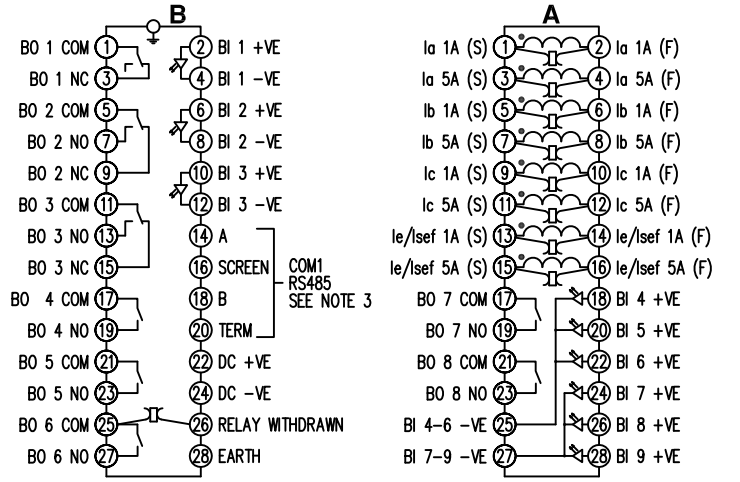 B
BO 1 COM 1 2 BI 1 +VE
BO 1 NC 3 4 BI 1 -VE
BO 2 COM 5 6 BI 2 +VE
BO 2 NO 7 8 BI 2 -VE
BO 2 NC 9 10 BI 3 +VE
BO 3 COM 11 12 BI 3 -VE
BO 3 NO 13 14 A
BO 3 NC 15 16 SCREEN
BO 4 COM 17 18 B
BO 4 NO 19 20 TERM
COM1
RS485
SEE NOTE 3
BO 5 COM 21 22 DC +VE
BO 5 NO 23 24 DC -VE
BO 6 COM 25 26 RELAY WITHDRAWN
BO 6 NO 27 28 EARTH
A
Ia 1A (S) 1 2 Ia 1A (F)
Ia 5A (S) 3 4 Ia 5A (F)
Ib 1A (S) 5 6 Ib 1A (F)
Ib 5A (S) 7 8 Ib 5A (F)
Ic 1A (S) 9 10 Ic 1A (F)
Ic 5A (S) 11 12 Ic 5A (F)
Ie/Isef 1A (S) 13 14 Ie/Isef 1A (F)
Ie/Isef 5A (S) 15 16 Ie/Isef 5A (F)
BO 7 COM 17 18 BI 4 +VE
BO 7 NO 19 20 BI 5 +VE
BO 8 COM 21 22 BI 6 +VE
BO 8 NO 23 24 BI 7 +VE
BI 4-6 -VE 25 26 BI 8 +VE
BI 7-9 -VE 27 28 BI 9 +VE